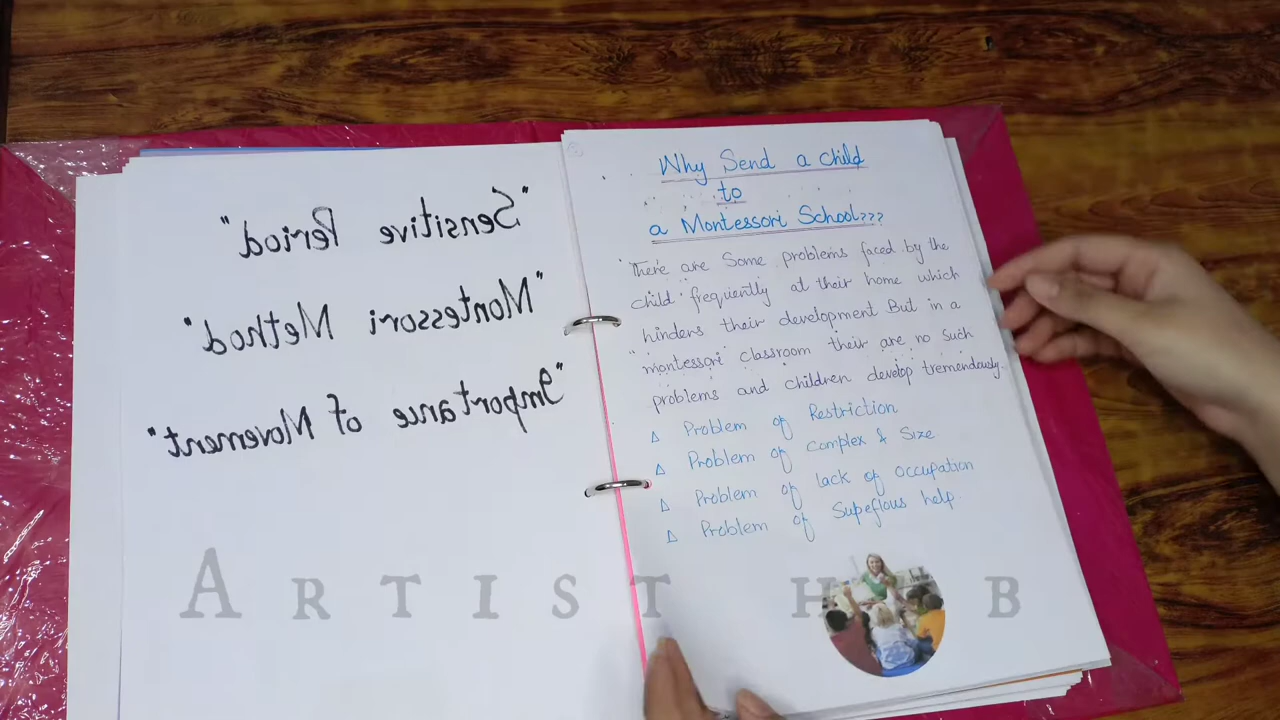 "Sensitive Period"
"Montessori Method"
"Importance of Movement"
Why Send a child
to
a Montessori School???
"There are Some problems faced by the
child frequently at their home which
hinders their development But in a
"montessori" classroom their are no such
problems and children develop tremendously.
Δ Problem of Restriction
Δ Problem of complex & Size
Δ Problem of lack of occupation
Δ Problem of Supeflous help.
ARTIST HUB